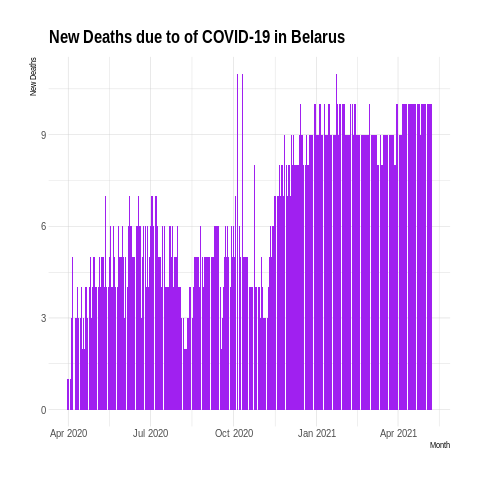 New Deaths due to of COVID-19 in Belarus
New Deaths
9
6
3
0
Apr 2020 Jul 2020 Oct 2020 Jan 2021 Apr 2021
Month